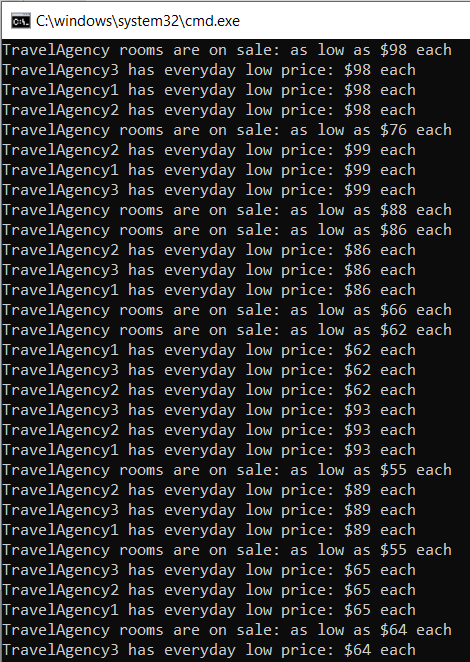 C:\windows\system32\cmd.exe
TravelAgency rooms are on sale: as low as $98 each
TravelAgency3 has everyday low price: $98 each
TravelAgency1 has everyday low price: $98 each
TravelAgency2 has everyday low price: $98 each
TravelAgency rooms are on sale: as low as $76 each
TravelAgency2 has everyday low price: $99 each
TravelAgency1 has everyday low price: $99 each
TravelAgency3 has everyday low price: $99 each
TravelAgency rooms are on sale: as low as $88 each
TravelAgency rooms are on sale: as low as $86 each
TravelAgency2 has everyday low price: $86 each
TravelAgency3 has everyday low price: $86 each
TravelAgency1 has everyday low price: $86 each
TravelAgency rooms are on sale: as low as $66 each
TravelAgency rooms are on sale: as low as $62 each
TravelAgency1 has everyday low price: $62 each
TravelAgency3 has everyday low price: $62 each
TravelAgency2 has everyday low price: $62 each
TravelAgency3 has everyday low price: $93 each
TravelAgency2 has everyday low price: $93 each
TravelAgency1 has everyday low price: $93 each
TravelAgency rooms are on sale: as low as $55 each
TravelAgency2 has everyday low price: $89 each
TravelAgency3 has everyday low price: $89 each
TravelAgency1 has everyday low price: $89 each
TravelAgency rooms are on sale: as low as $55 each
TravelAgency3 has everyday low price: $65 each
TravelAgency2 has everyday low price: $65 each
TravelAgency1 has everyday low price: $65 each
TravelAgency rooms are on sale: as low as $64 each
TravelAgency3 has everyday low price: $64 each